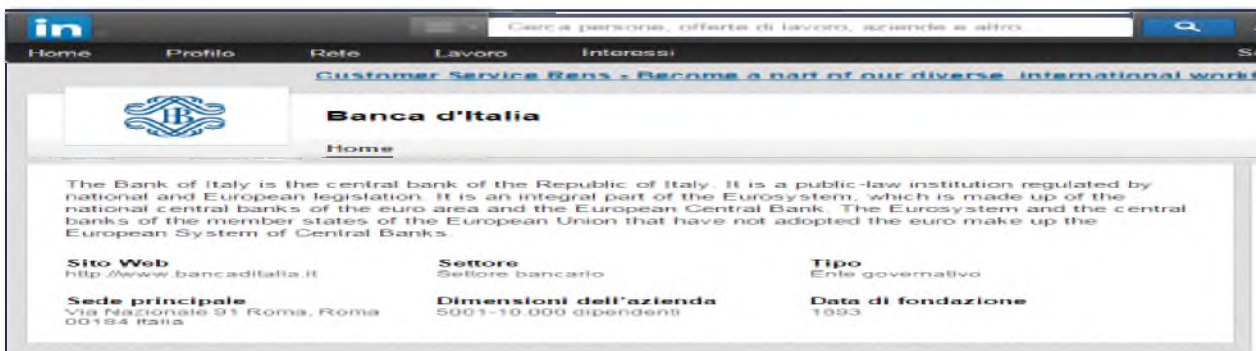 in
Cerca persone, offerte di lavoro, aziende e altro
Home Profilo Rete Lavoro Interessi
Customer Service Reps - Become a part of our diverse, international
Banca d'Italia
Home
The Bank of Italy is the central bank of the Republic of Italy. It is a public-law institution regulated by
national and European legislation. It is an integral part of the Eurosystem, which is made up of the
national central banks of the euro area and the European Central Bank. The Eurosystem and the central
banks of the member states of the European Union that have not adopted the euro make up the
European System of Central Banks.
Sito Web Settore Tipo
http://www.bancaditalia.it Settore bancario Ente governativo
Sede principale Dimensioni dell'azienda Data di fondazione
Via Nazionale 91 Roma, Roma 5001-10.000 dipendenti 1893
00184 Italia